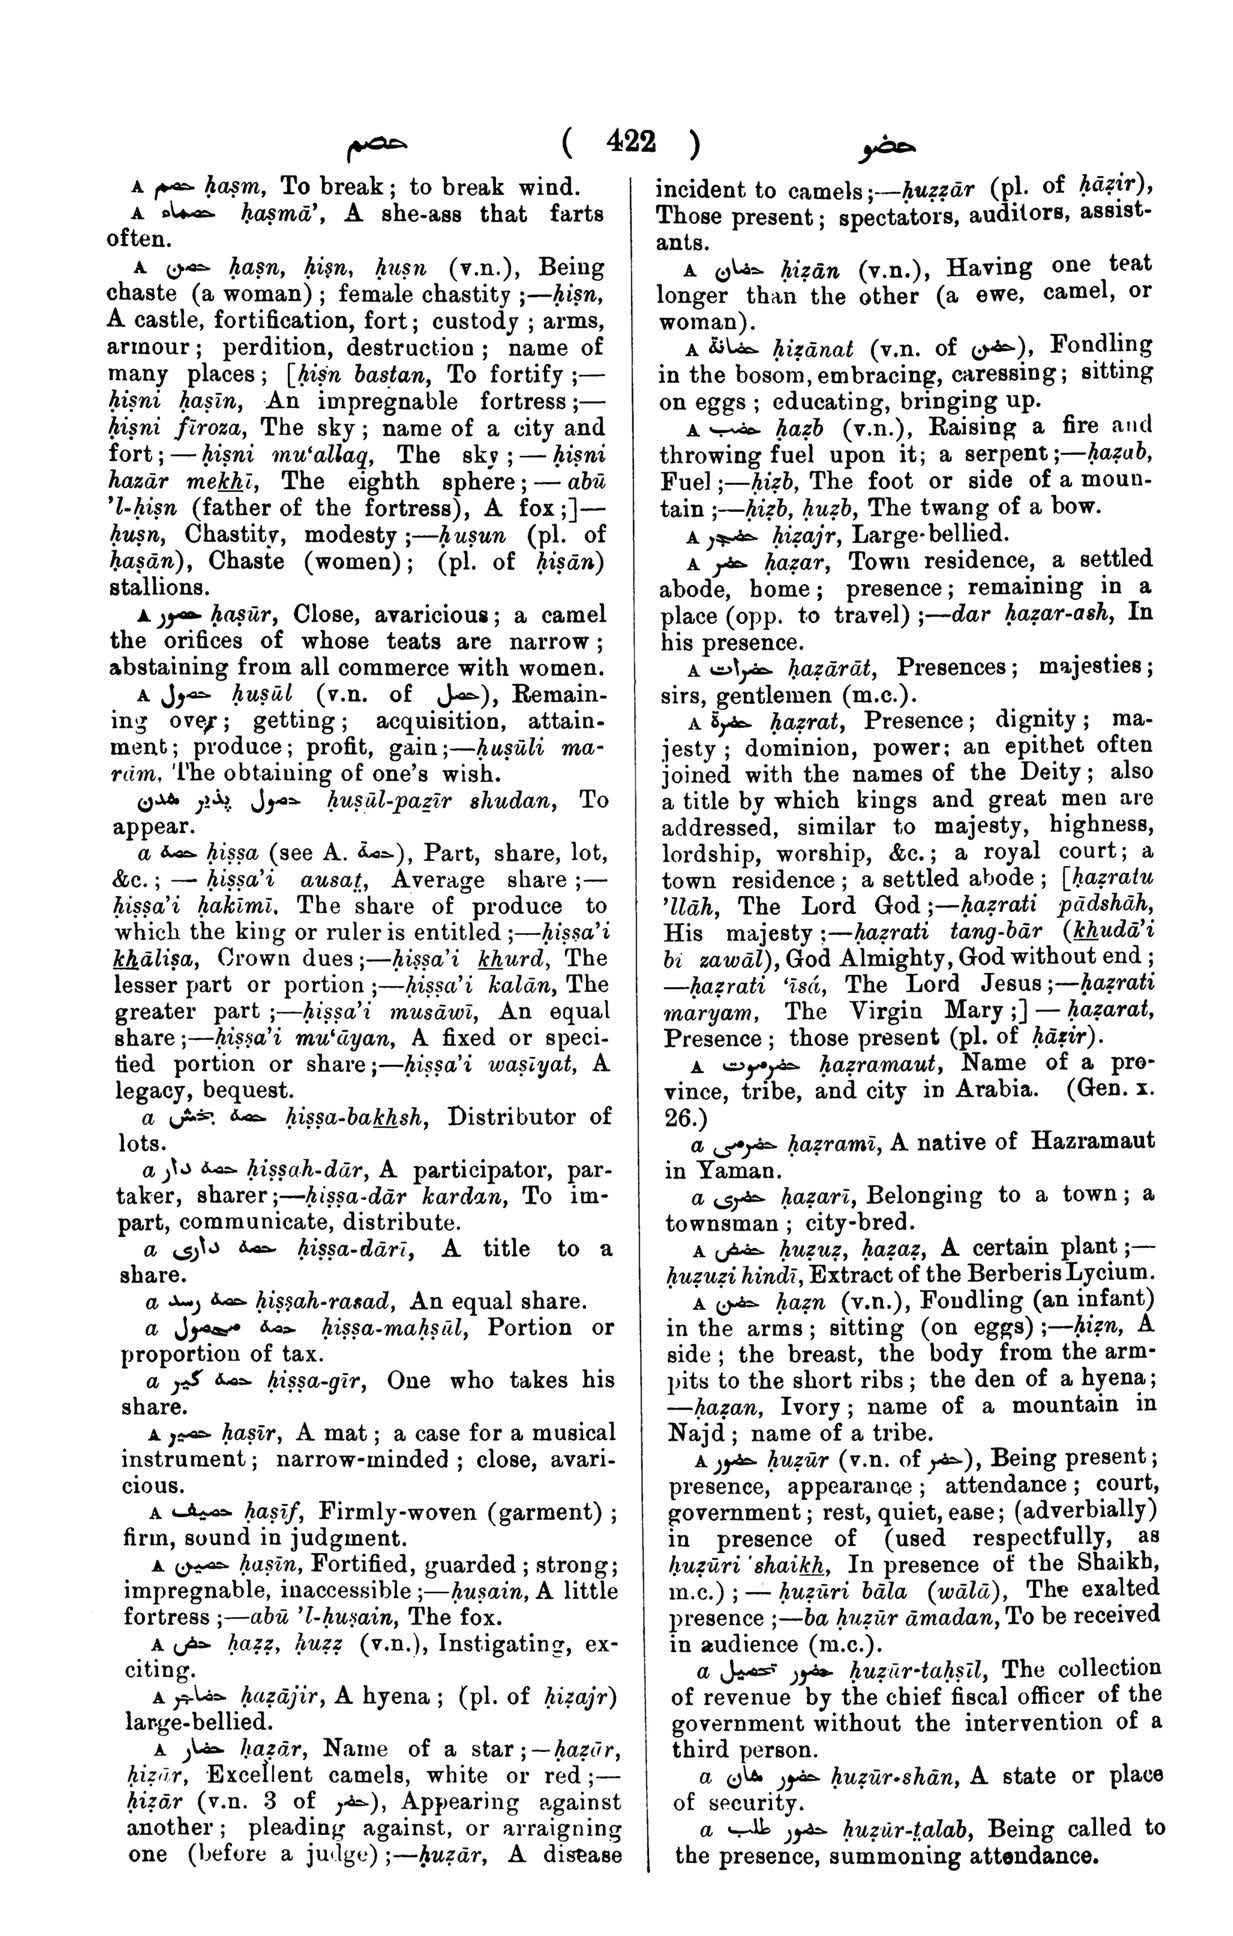 حصم ( 422 ) حضو
A حصم ḥaṣm, To break; to break wind.
A حصماء ḥaṣmā’, A she-ass that farts
often.
A حصن ḥaṣn, ḥiṣn, ḥuṣn (v.n.), Being
chaste (a woman); female chastity;—ḥiṣn,
A castle, fortification, fort; custody; arms,
armour; perdition, destruction; name of
many places; [ḥiṣn bastan, To fortify;—
ḥiṣni ḥaṣīn, An impregnable fortress;—
ḥiṣni fīroza, The sky; name of a city and
fort;—ḥiṣni mu‘allaq, The sky;—ḥiṣni
hazār mekhī, The eighth sphere;—abū
’l-ḥiṣn (father of the fortress), A fox;]—
ḥuṣn, Chastity, modesty;—ḥuṣun (pl. of
ḥaṣān), Chaste (women); (pl. of ḥiṣān)
stallions.
A حصور ḥaṣūr, Close, avaricious; a camel
the orifices of whose teats are narrow;
abstaining from all commerce with women.
A حصول ḥuṣūl (v.n. of حصل), Remain-
ing over; getting; acquisition, attain-
ment; produce; profit, gain;—ḥuṣūli ma-
rām, The obtaining of one’s wish.
حصول پذیر شدن ḥuṣūl-paẕīr shudan, To
appear.
a حصه ḥiṣṣa (see A. حصة), Part, share, lot,
&c.;—ḥiṣṣa’i ausaṯ, Average share;—
ḥiṣṣa’i ḥakīmī, The share of produce to
which the king or ruler is entitled;—ḥiṣṣa’i
khāliṣa, Crown dues;—ḥiṣṣa’i khurd, The
lesser part or portion;—ḥiṣṣa’i kalān, The
greater part;—ḥiṣṣa’i musāwī, An equal
share;—ḥiṣṣa’i mu‘āyan, A fixed or speci-
fied portion or share;—ḥiṣṣa’i waṣīyat, A
legacy, bequest.
a حصه بخش ḥiṣṣa-bakhsh, Distributor of
lots.
a حصه دار ḥiṣṣah-dār, A participator, par-
taker, sharer;—ḥiṣṣa-dār kardan, To im-
part, communicate, distribute.
a حصه داری ḥiṣṣa-dārī, A title to a
share.
a حصه رسد ḥiṣṣah-rasad, An equal share.
a حصه محصول ḥiṣṣa-maḥṣūl, Portion or
proportion of tax.
a حصه گیر ḥiṣṣa-gīr, One who takes his
share.
A حصیر ḥaṣīr, A mat; a case for a musical
instrument; narrow-minded; close, avari-
cious.
A حصیف ḥaṣīf, Firmly-woven (garment);
firm, sound in judgment.
A حصین ḥaṣīn, Fortified, guarded; strong;
impregnable, inaccessible;—ḥuṣain, A little
fortress;—abū ’l-ḥuṣain, The fox.
A حض ḥaẓẓ, ḥuẓẓ (v.n.), Instigating, ex-
citing.
A حضاجر ḥaẓājir, A hyena; (pl. of ḥiẓajr)
large-bellied.
A حضار ḥaẓār, Name of a star;—ḥaẓār,
ḥiẓār, Excellent camels, white or red;—
ḥiẓār (v.n. 3 of حضر), Appearing against
another; pleading against, or arraigning
one (before a judge);—ḥuẓār, A disease
incident to camels;—ḥuẓẓār (pl. of ḥāẓir),
Those present; spectators, auditors, assist-
ants.
A حضان ḥiẓān (v.n.), Having one teat
longer than the other (a ewe, camel, or
woman).
A حضانة ḥiẓānat (v.n. of حضن), Fondling
in the bosom, embracing, caressing; sitting
on eggs; educating, bringing up.
A حضب ḥaẓb (v.n.), Raising a fire and
throwing fuel upon it; a serpent;—ḥaẓab,
Fuel;—ḥiẓb, The foot or side of a moun-
tain;—ḥiẓb, ḥuẓb, The twang of a bow.
A حضجر ḥiẓajr, Large-bellied.
A حضر ḥaẓar, Town residence, a settled
abode, home; presence; remaining in a
place (opp. to travel);—dar ḥaẓar-ash, In
his presence.
A حضرات ḥaẓārāt, Presences; majesties;
sirs, gentlemen (m.c.).
A حضرة ḥaẓrat, Presence; dignity; ma-
jesty; dominion, power; an epithet often
joined with the names of the Deity; also
a title by which kings and great men are
addressed, similar to majesty, highness,
lordship, worship, &c.; a royal court; a
town residence; a settled abode; [ḥaẓratu
’llāh, The Lord God;—ḥaẓrati pādshāh,
His majesty;—ḥaẓrati tang-bār (khudā’i
bī zawāl), God Almighty, God without end;
—ḥaẓrati ‘īsá, The Lord Jesus;—ḥaẓrati
maryam, The Virgin Mary;]—ḥaẓarat,
Presence; those present (pl. of ḥāẓir).
A حضرموت ḥaẓramaut, Name of a pro-
vince, tribe, and city in Arabia. (Gen. x.
26.)
a حضرمی ḥaẓramī, A native of Hazramaut
in Yaman.
a حضری ḥaẓarī, Belonging to a town; a
townsman; city-bred.
A حضض ḥuẓuẓ, ḥaẓaẓ, A certain plant;—
ḥuẓuẓi hindī, Extract of the Berberis Lycium.
A حضن ḥaẓn (v.n.), Fondling (an infant)
in the arms; sitting (on eggs);—ḥiẓn, A
side; the breast, the body from the arm-
pits to the short ribs; the den of a hyena;
—ḥaẓan, Ivory; name of a mountain in
Najd; name of a tribe.
A حضور ḥuẓūr (v.n. of حضر), Being present;
presence, appearance; attendance; court,
government; rest, quiet, ease; (adverbially)
in presence of (used respectfully, as
ḥuẓūri shaikh, In presence of the Shaikh,
m.c.);—ḥuẓūri bāla (wālā), The exalted
presence;—ba ḥuẓūr āmadan, To be received
in audience (m.c.).
a حضور تحصیل ḥuẓūr-taḥṣīl, The collection
of revenue by the chief fiscal officer of the
government without the intervention of a
third person.
a حضور شان ḥuẓūr-shān, A state or place
of security.
a حضور طلب ḥuẓūr-t̤alab, Being called to
the presence, summoning attendance.